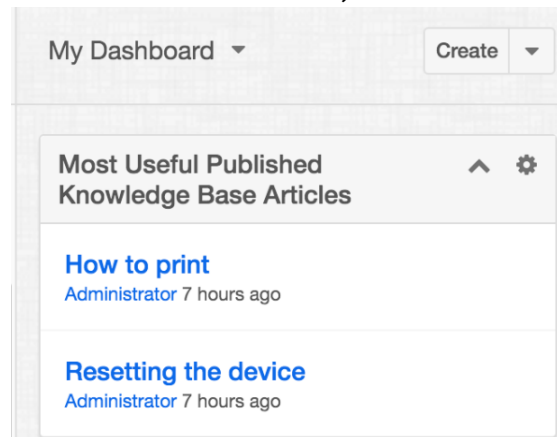 My Dashboard
Create
Most Useful Published
Knowledge Base Articles
How to print
Administrator 7 hours ago
Resetting the device
Administrator 7 hours ago